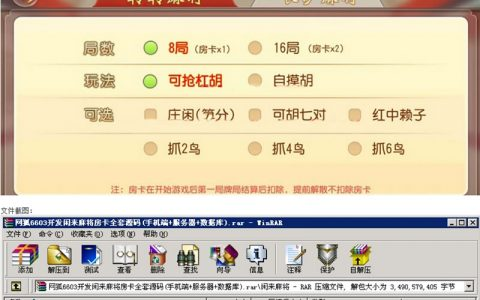 局数 8局 (房卡x1) 16局 (房卡x2)
玩法 可抢杠胡 自摸胡
可选 庄闲(算分) 可胡七对 红中赖子
抓2鸟 抓4鸟 抓6鸟
注：房卡在开始游戏后第一局牌局结算后扣除，提前解散不扣除房卡
文件截图：
网狐6603开发闲来麻将房卡全套源码(手机端+服务器+数据库).rar - WinRAR
文件(F) 命令(C) 收藏夹(O) 选项(N) 帮助(H)
添加 解压到 测试 查看 删除 查找 向导 信息 注释 保护 自解压
网狐6603开发闲来麻将房卡全套源码(手机端+服务器+数据库).rar\闲来麻将 - RAR 压缩文件, 解包大小为 3,490,579,405 字节